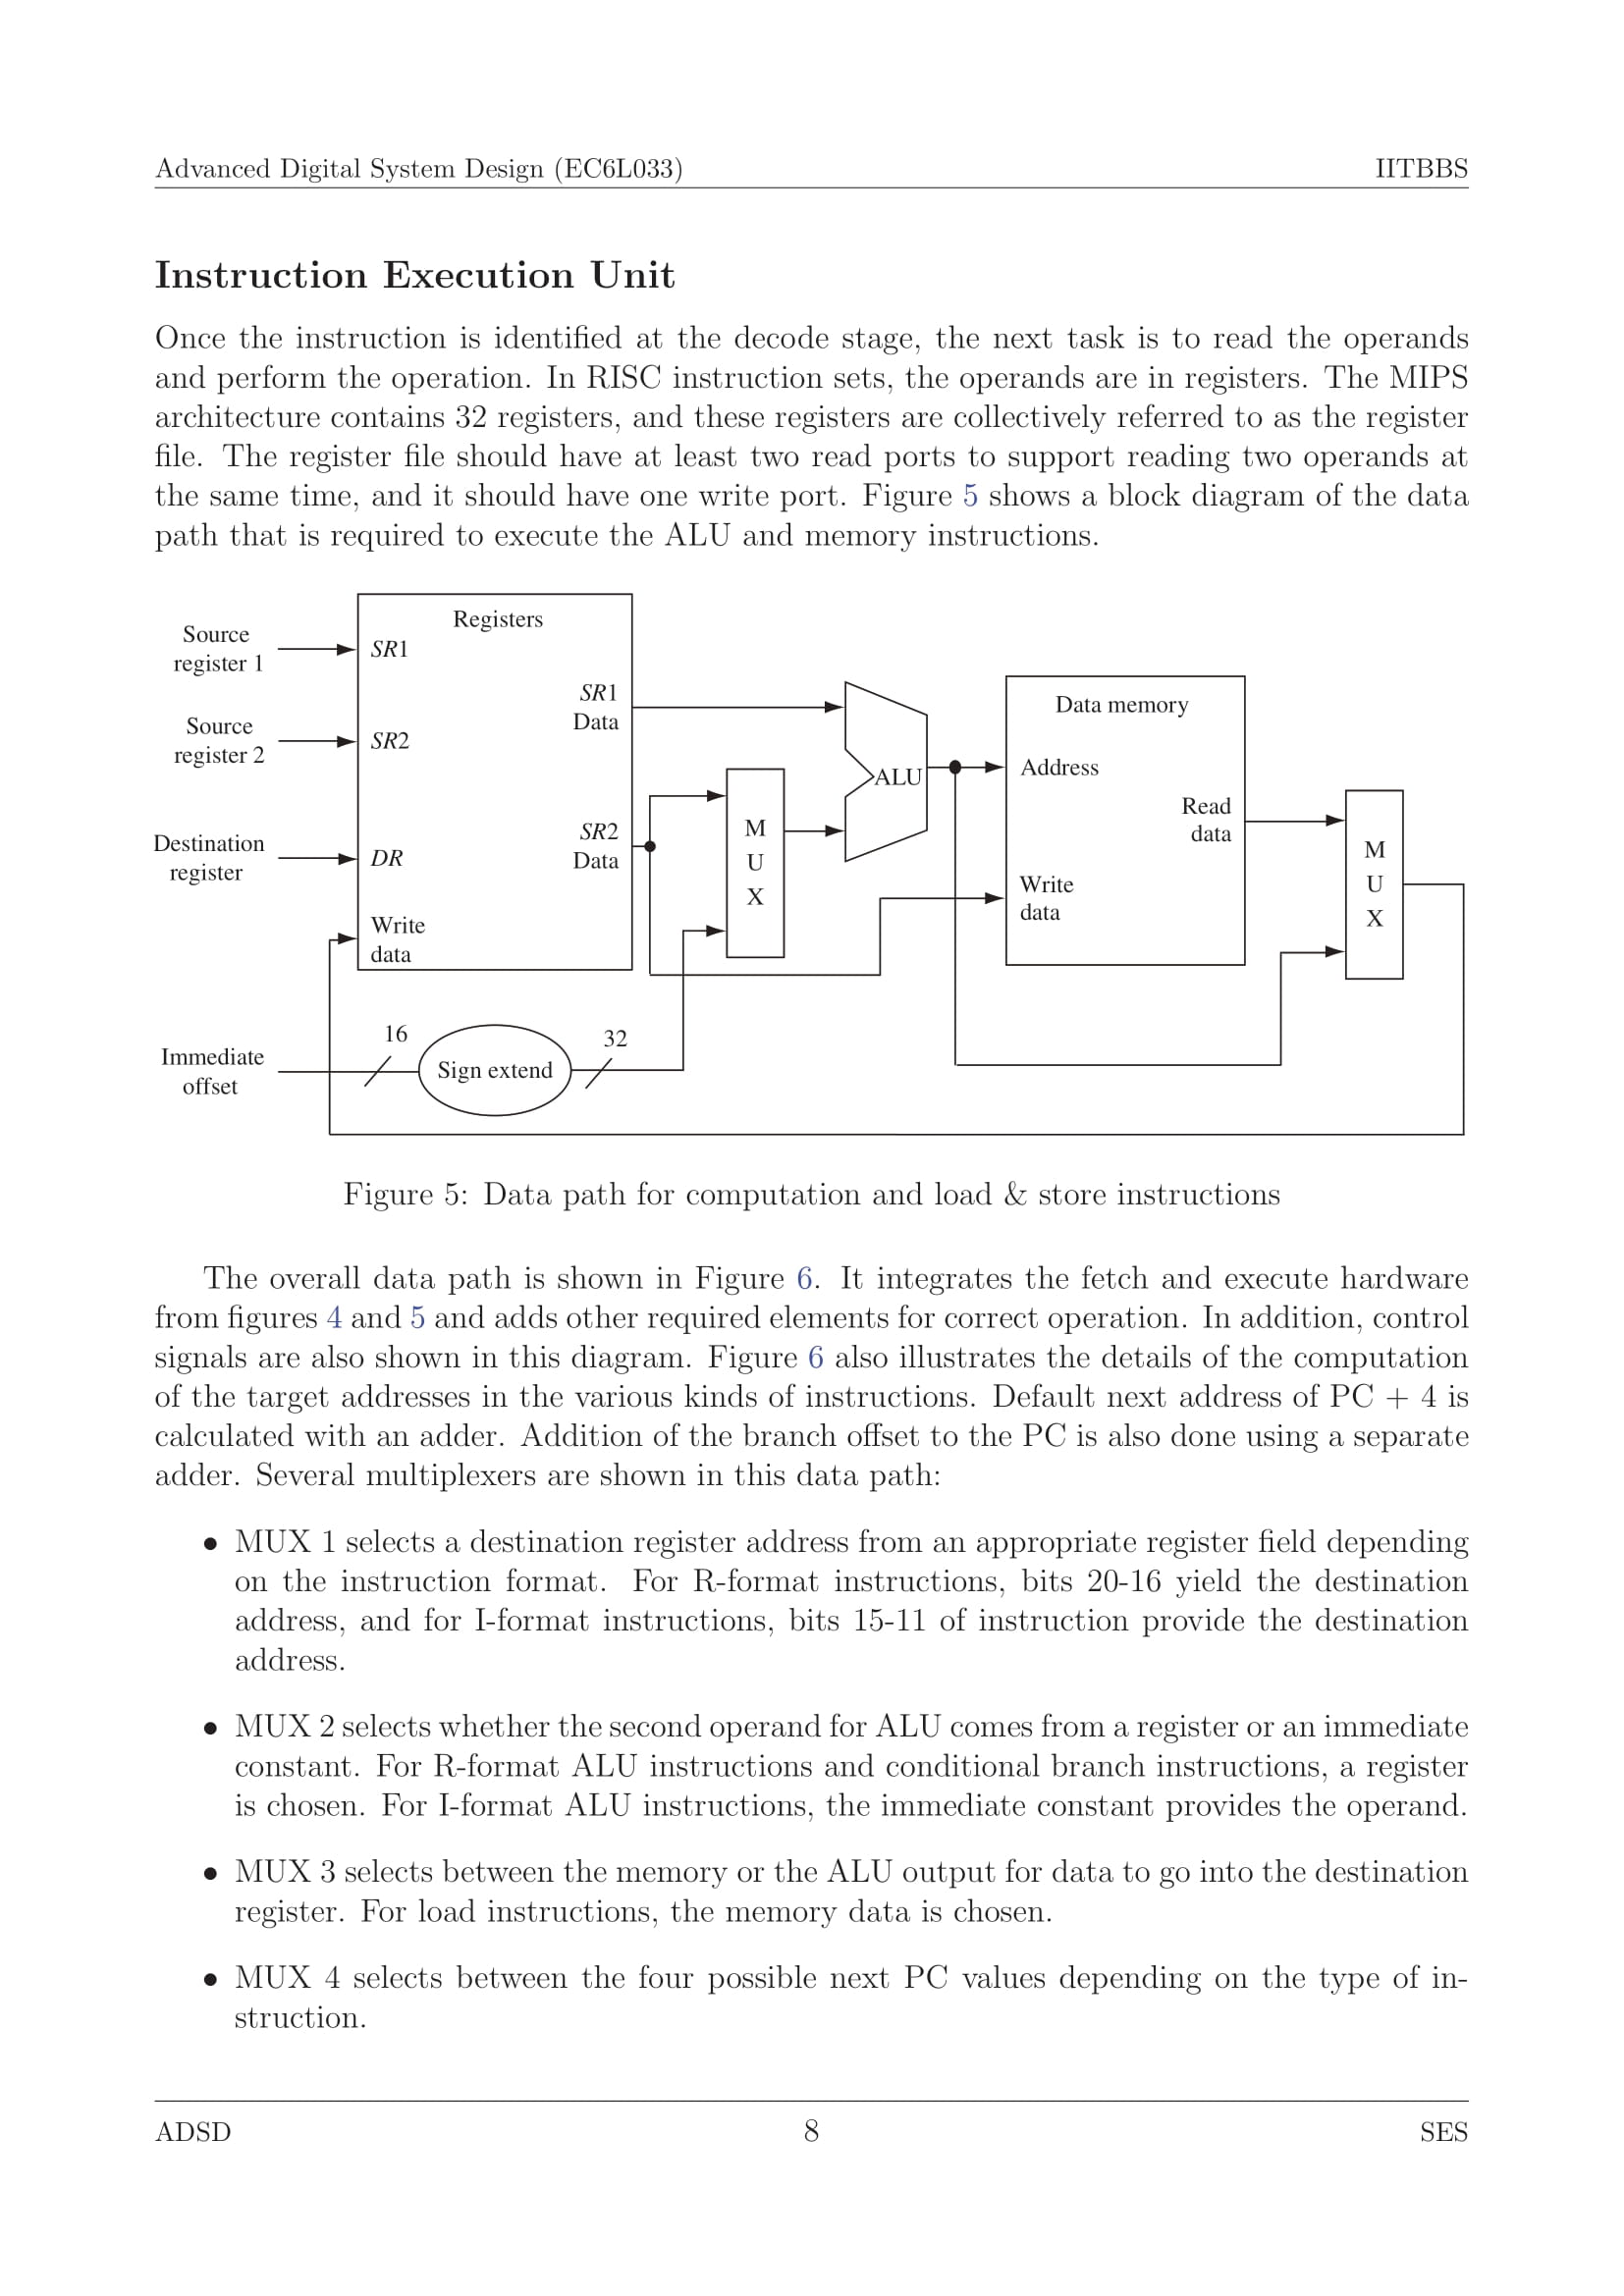 Advanced Digital System Design (EC6L033) IITBBS
Instruction Execution Unit
Once the instruction is identified at the decode stage, the next task is to read the operands
and perform the operation. In RISC instruction sets, the operands are in registers. The MIPS
architecture contains 32 registers, and these registers are collectively referred to as the register
file. The register file should have at least two read ports to support reading two operands at
the same time, and it should have one write port. Figure 5 shows a block diagram of the data
path that is required to execute the ALU and memory instructions.
Source
register 1
Source
register 2
Destination
register
Immediate
offset
Registers
SR1
SR2
DR
Write
data
SR1
Data
SR2
Data
16
Sign extend
32
M
U
X
ALU
Data memory
Address
Read
data
Write
data
M
U
X
Figure 5: Data path for computation and load & store instructions
The overall data path is shown in Figure 6. It integrates the fetch and execute hardware
from figures 4 and 5 and adds other required elements for correct operation. In addition, control
signals are also shown in this diagram. Figure 6 also illustrates the details of the computation
of the target addresses in the various kinds of instructions. Default next address of PC + 4 is
calculated with an adder. Addition of the branch offset to the PC is also done using a separate
adder. Several multiplexers are shown in this data path:
• MUX 1 selects a destination register address from an appropriate register field depending
on the instruction format. For R-format instructions, bits 20-16 yield the destination
address, and for I-format instructions, bits 15-11 of instruction provide the destination
address.
• MUX 2 selects whether the second operand for ALU comes from a register or an immediate
constant. For R-format ALU instructions and conditional branch instructions, a register
is chosen. For I-format ALU instructions, the immediate constant provides the operand.
• MUX 3 selects between the memory or the ALU output for data to go into the destination
register. For load instructions, the memory data is chosen.
• MUX 4 selects between the four possible next PC values depending on the type of in-
struction.
ADSD 8 SES